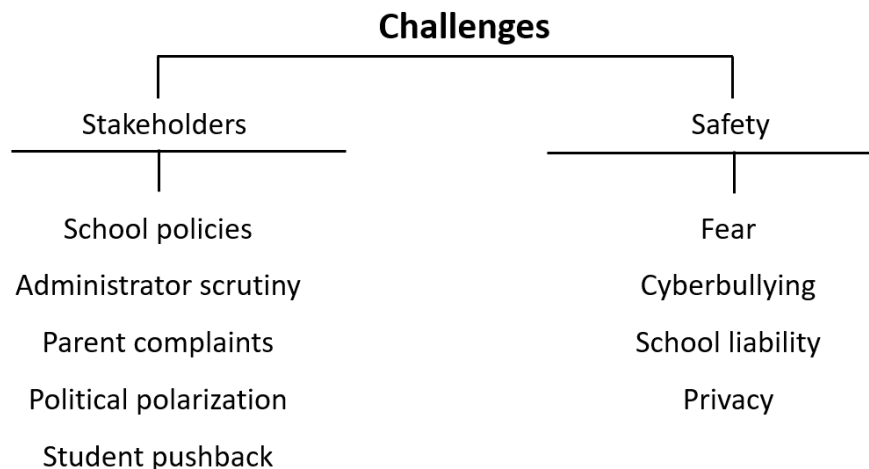 Challenges
Stakeholders
School policies
Administrator scrutiny
Parent complaints
Political polarization
Student pushback
Safety
Fear
Cyberbullying
School liability
Privacy